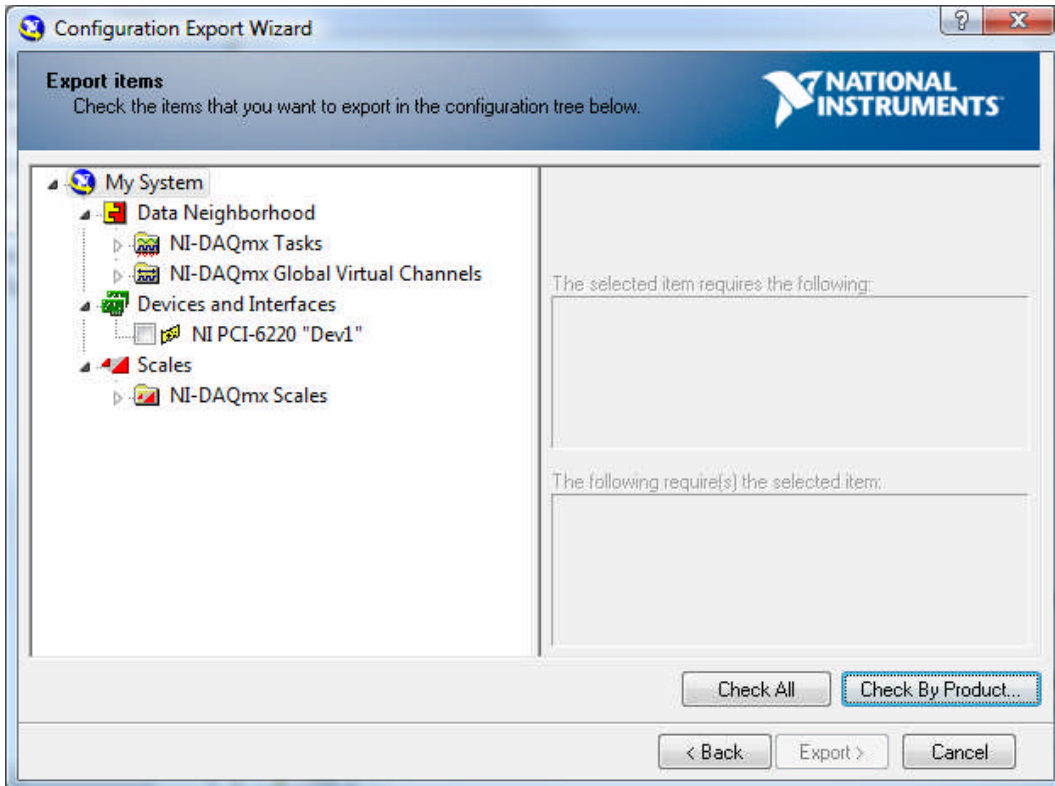 Configuration Export Wizard
Export items
Check the items that you want to export in the configuration tree below.
NATIONAL
INSTRUMENTS
My System
Data Neighborhood
NI-DAQmx Tasks
NI-DAQmx Global Virtual Channels
Devices and Interfaces
NI PCI-6220 "Dev1"
Scales
NI-DAQmx Scales
The selected item requires the following:
The following require(s) the selected item:
Check All
Check By Product...
< Back
Export >
Cancel